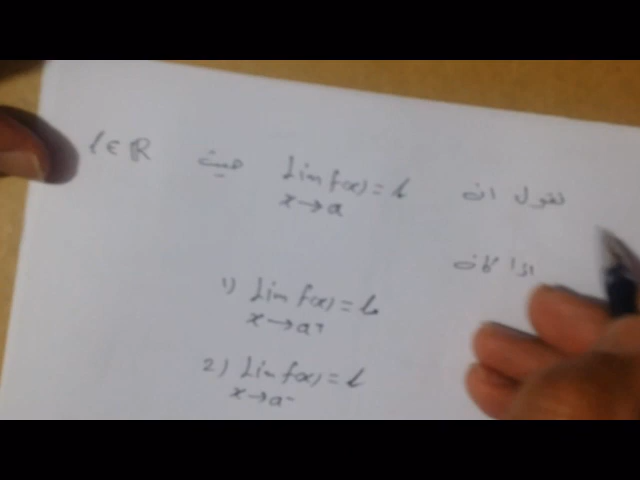 نقول ان Lim f(x) = l حيث l ∈ ℝ
x → a
اذا كان
1) Lim f(x) = l
x → a⁺
2) Lim f(x) = l
x → a⁻